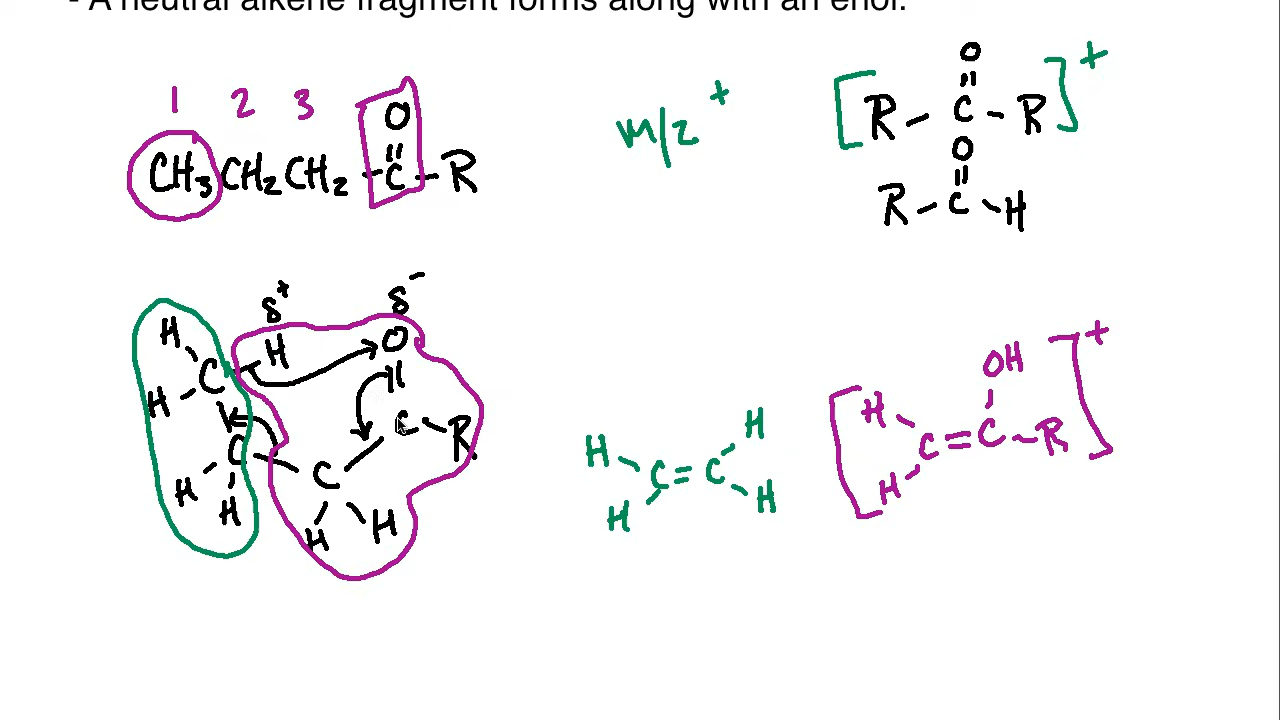 - A neutral alkene fragment forms along with an enol.
1 2 3
O
CH₃CH₂CH₂-C-R
m/z +
[R-C-R]+
O
O
R-C-H
δ+ δ-
H H O
C
H C R
C C
H H H H
H H
C=C
H H
[H OH
C=C-R]+
H